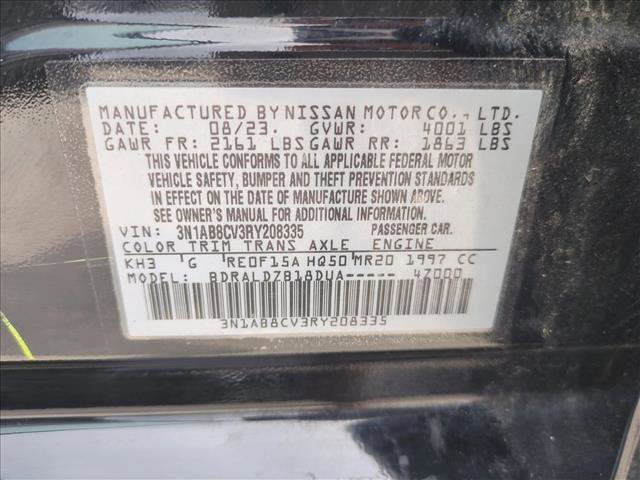 MANUFACTURED BY NISSAN MOTOR CO., LTD.
DATE: 08/23. GVWR: 4001 LBS
GAWR FR: 2161 LBS GAWR RR: 1863 LBS
THIS VEHICLE CONFORMS TO ALL APPLICABLE FEDERAL MOTOR
VEHICLE SAFETY, BUMPER AND THEFT PREVENTION STANDARDS
IN EFFECT ON THE DATE OF MANUFACTURE SHOWN ABOVE.
SEE OWNER'S MANUAL FOR ADDITIONAL INFORMATION.
VIN: 3N1AB8CV3RY208335 PASSENGER CAR.
COLOR TRIM TRANS AXLE ENGINE
KH3 G RE0F15A HQ50 MR20 1997 CC
MODEL: BDRALDZB18DUA----- 4Z000
3N1AB8CV3RY208335